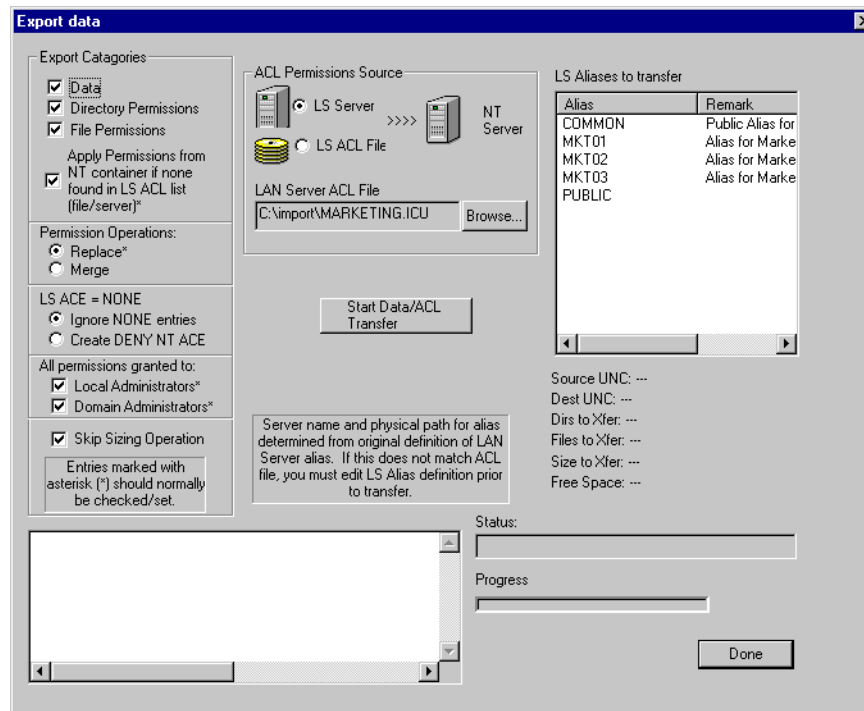 Export data
Export Catagories
Data
Directory Permissions
File Permissions
Apply Permissions from
NT container if none
found in LS ACL list
(file/server)*
Permission Operations:
Replace*
Merge
LS ACE = NONE
Ignore NONE entries
Create DENY NT ACE
All permissions granted to:
Local Administrators*
Domain Administrators*
Skip Sizing Operation
Entries marked with
asterisk (*) should normally
be checked/set.
ACL Permissions Source
LS Server
>>>>
NT
Server
LS ACL File
LAN Server ACL File
C:\import\MARKETING.ICU
Browse...
Start Data/ACL
Transfer
Server name and physical path for alias
determined from original definition of LAN
Server alias. If this does not match ACL
file, you must edit LS Alias definition prior
to transfer.
LS Aliases to transfer
Alias Remark
COMMON Public Alias for
MKT01 Alias for Marke
MKT02 Alias for Marke
MKT03 Alias for Marke
PUBLIC
Source UNC: ---
Dest UNC: ---
Dirs to Xfer: ---
Files to Xfer: ---
Size to Xfer: ---
Free Space: ---
Status:
Progress
Done